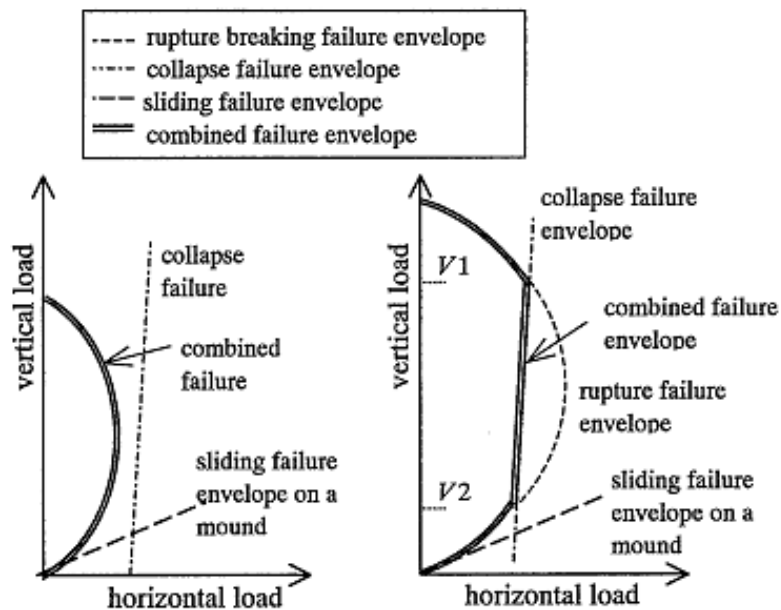 rupture breaking failure envelope
collapse failure envelope
sliding failure envelope
combined failure envelope
vertical load
collapse
failure
combined
failure
sliding failure
envelope on a
mound
horizontal load
vertical load
collapse failure
envelope
V1
combined failure
envelope
rupture failure
envelope
V2
sliding failure
envelope on a
mound
horizontal load